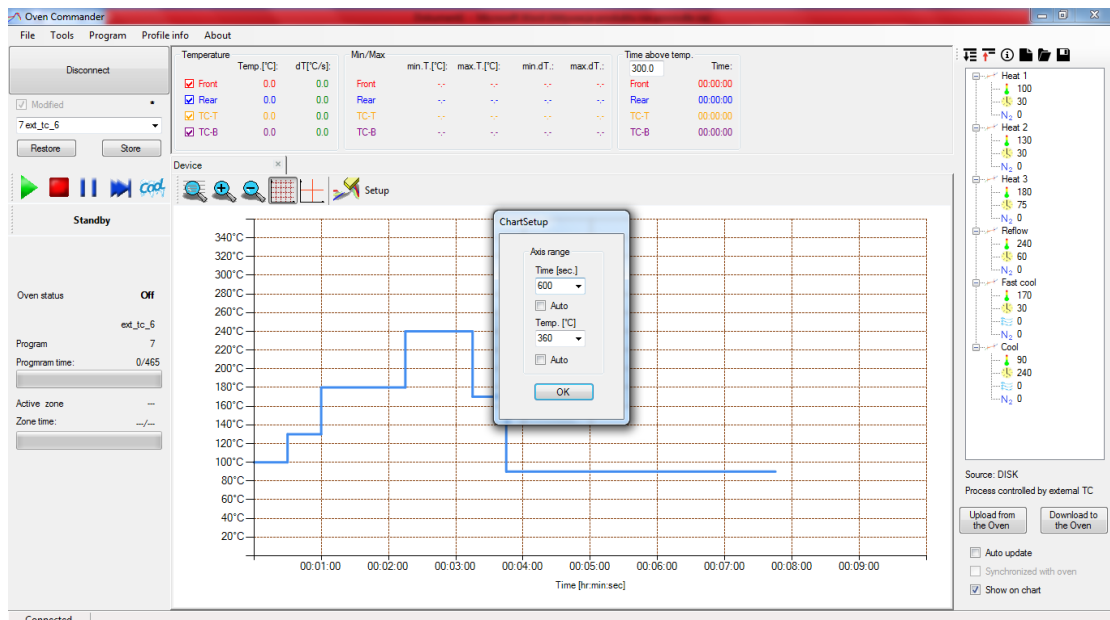 Oven Commander
File Tools Program Profile info About
Disconnect
Modified *
7 ext_tc_6
Restore Store
cool
Standby
Oven status Off
ext_tc_6
Program 7
Progmram time: 0/465
Active zone ---
Zone time: ---/---
Temperature
Temp.[°C]: dT[°C/s]:
Front 0.0 0.0
Rear 0.0 0.0
TC-T 0.0 0.0
TC-B 0.0 0.0
Min/Max
min.T.[°C]: max.T.[°C]: min.dT.: max.dT.:
Front -.- -.- -.- -.-
Rear -.- -.- -.- -.-
TC-T -.- -.- -.- -.-
TC-B -.- -.- -.- -.-
Time above temp.
300.0 Time:
Front 00:00:00
Rear 00:00:00
TC-T 00:00:00
TC-B 00:00:00
Device ×
Setup
340°C
320°C
300°C
280°C
260°C
240°C
220°C
200°C
180°C
160°C
140°C
120°C
100°C
80°C
60°C
40°C
20°C
00:01:00 00:02:00 00:03:00 00:04:00 00:05:00 00:06:00 00:07:00 00:08:00 00:09:00
Time [hr:min:sec]
ChartSetup
Axis range
Time [sec.]
600
Auto
Temp. [°C]
360
Auto
OK
Heat 1
100
30
N₂ 0
Heat 2
130
30
N₂ 0
Heat 3
180
75
N₂ 0
Reflow
240
60
N₂ 0
Fast cool
170
30
0
N₂ 0
Cool
90
240
0
N₂ 0
Source: DISK
Process controlled by external TC
Upload from the Oven
Download to the Oven
Auto update
Synchronized with oven
Show on chart
Connected